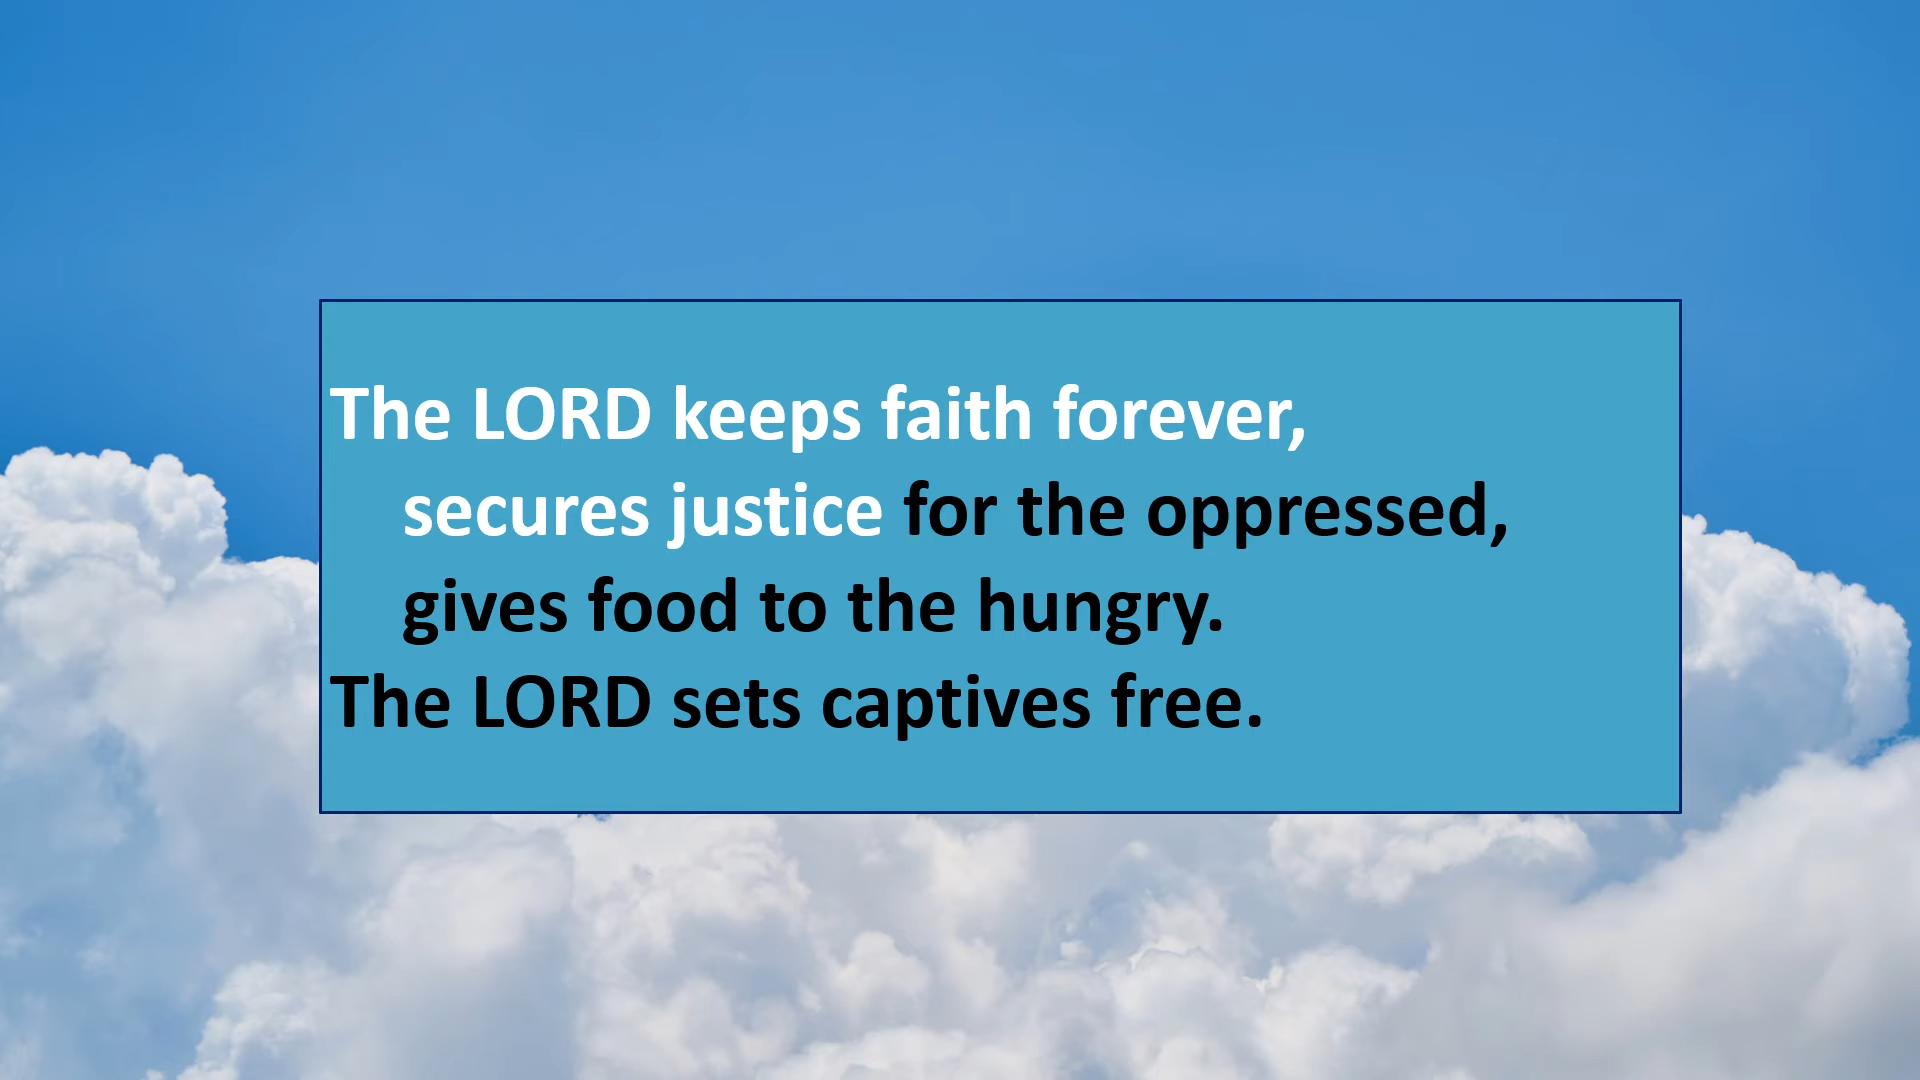 The LORD keeps faith forever,
secures justice for the oppressed,
gives food to the hungry.
The LORD sets captives free.